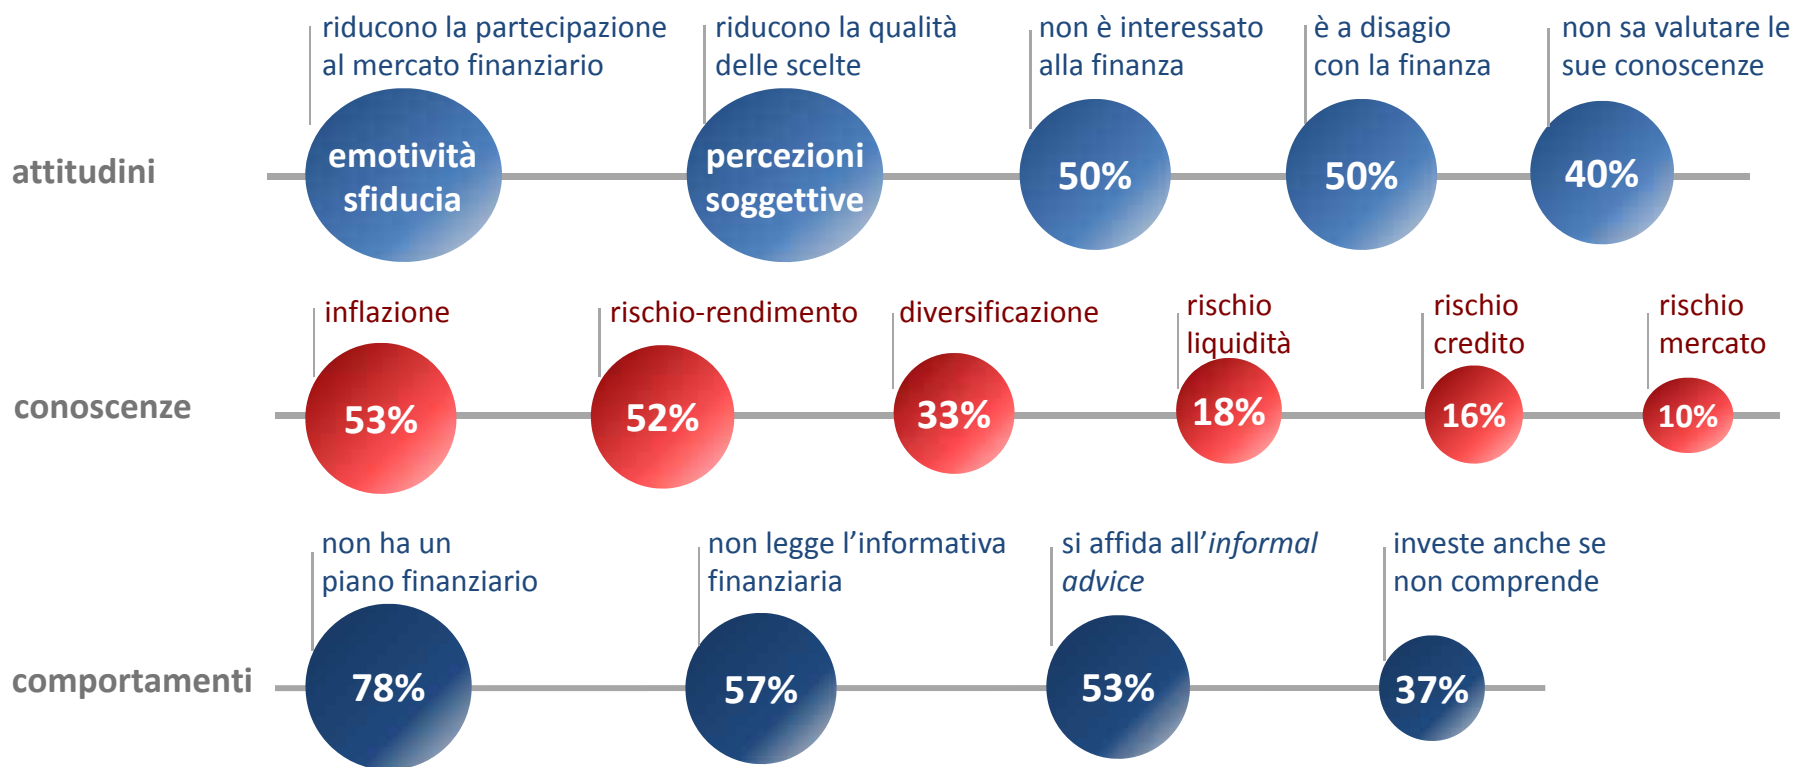 riducono la partecipazione
al mercato finanziario
riducono la qualità
delle scelte
non è interessato
alla finanza
è a disagio
con la finanza
non sa valutare le
sue conoscenze
attitudini
emotività
sfiducia
percezioni
soggettive
50%
50%
40%
inflazione
rischio-rendimento
diversificazione
rischio
liquidità
rischio
credito
rischio
mercato
conoscenze
53%
52%
33%
18%
16%
10%
non ha un
piano finanziario
non legge l’informativa
finanziaria
si affida all’informal
advice
investe anche se
non comprende
comportamenti
78%
57%
53%
37%